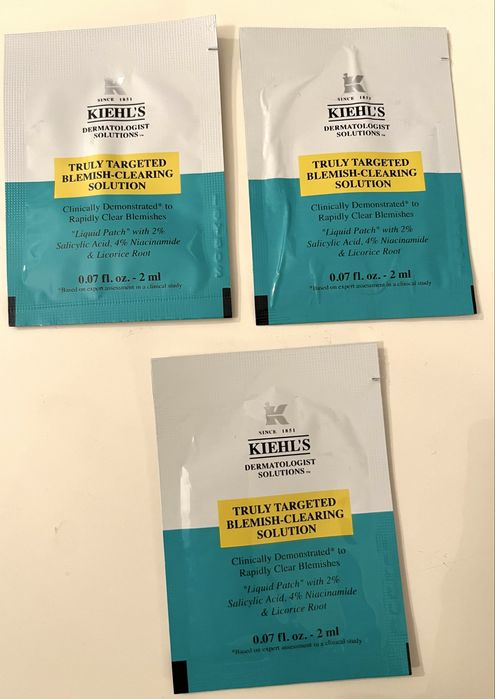 K
SINCE 1851
KIEHL'S
DERMATOLOGIST
SOLUTIONS™
TRULY TARGETED
BLEMISH-CLEARING
SOLUTION
Clinically Demonstrated* to
Rapidly Clear Blemishes
"Liquid Patch" with 2%
Salicylic Acid, 4% Niacinamide
& Licorice Root
0.07 fl. oz. - 2 ml
*Based on expert assessment in a clinical study
K
SINCE 1851
KIEHL'S
DERMATOLOGIST
SOLUTIONS™
TRULY TARGETED
BLEMISH-CLEARING
SOLUTION
Clinically Demonstrated* to
Rapidly Clear Blemishes
"Liquid Patch" with 2%
Salicylic Acid, 4% Niacinamide
& Licorice Root
0.07 fl. oz. - 2 ml
*Based on expert assessment in a clinical study
K
SINCE 1851
KIEHL'S
DERMATOLOGIST
SOLUTIONS™
TRULY TARGETED
BLEMISH-CLEARING
SOLUTION
Clinically Demonstrated* to
Rapidly Clear Blemishes
"Liquid Patch" with 2%
Salicylic Acid, 4% Niacinamide
& Licorice Root
0.07 fl. oz. - 2 ml
*Based on expert assessment in a clinical study